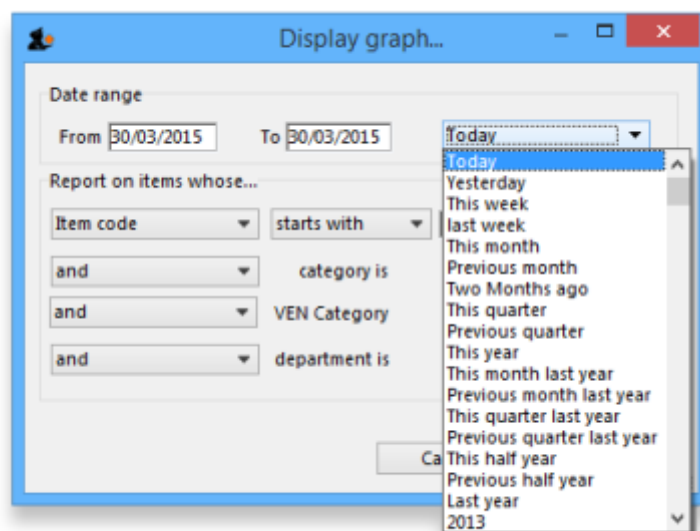 Display graph...
Date range
From 30/03/2015 To 30/03/2015 Today
Today
Yesterday
Report on items whose...
This week
Item code starts with last week
This month
and category is Previous month
Two Months ago
and VEN Category This quarter
Previous quarter
and department is This year
This month last year
Previous month last year
This quarter last year
Previous quarter last year
This half year
Previous half year
Last year
2013